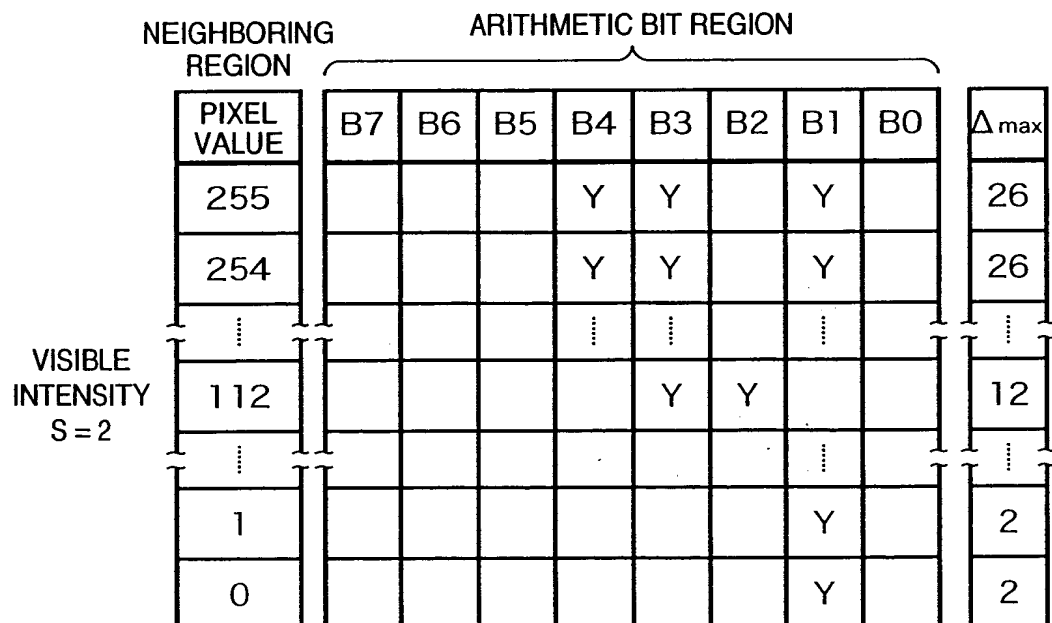 NEIGHBORING REGION
ARITHMETIC BIT REGION
PIXEL VALUE B7 B6 B5 B4 B3 B2 B1 B0 Δ max
255 Y Y Y 26
254 Y Y Y 26
VISIBLE INTENSITY S = 2
112 Y Y 12
1 Y 2
0 Y 2